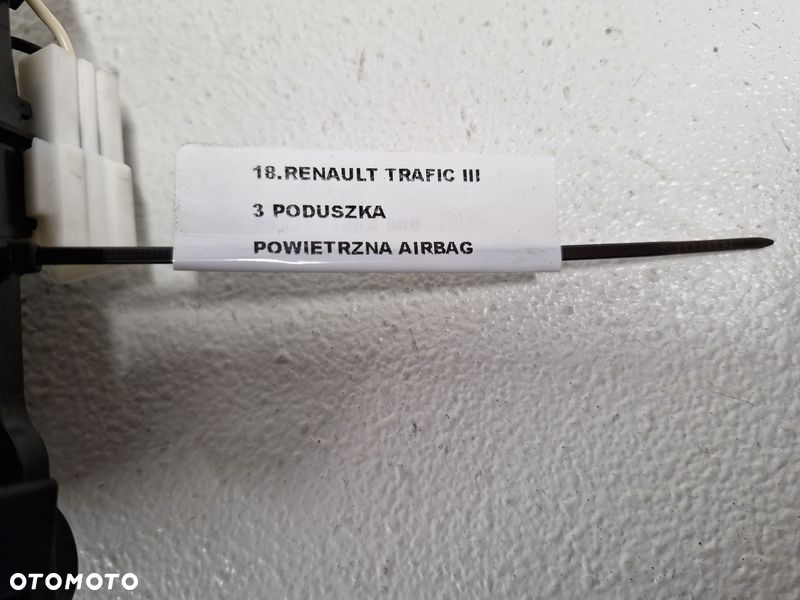 18.RENAULT TRAFIC III
3 PODUSZKA
POWIETRZNA AIRBAG
OTOMOTO